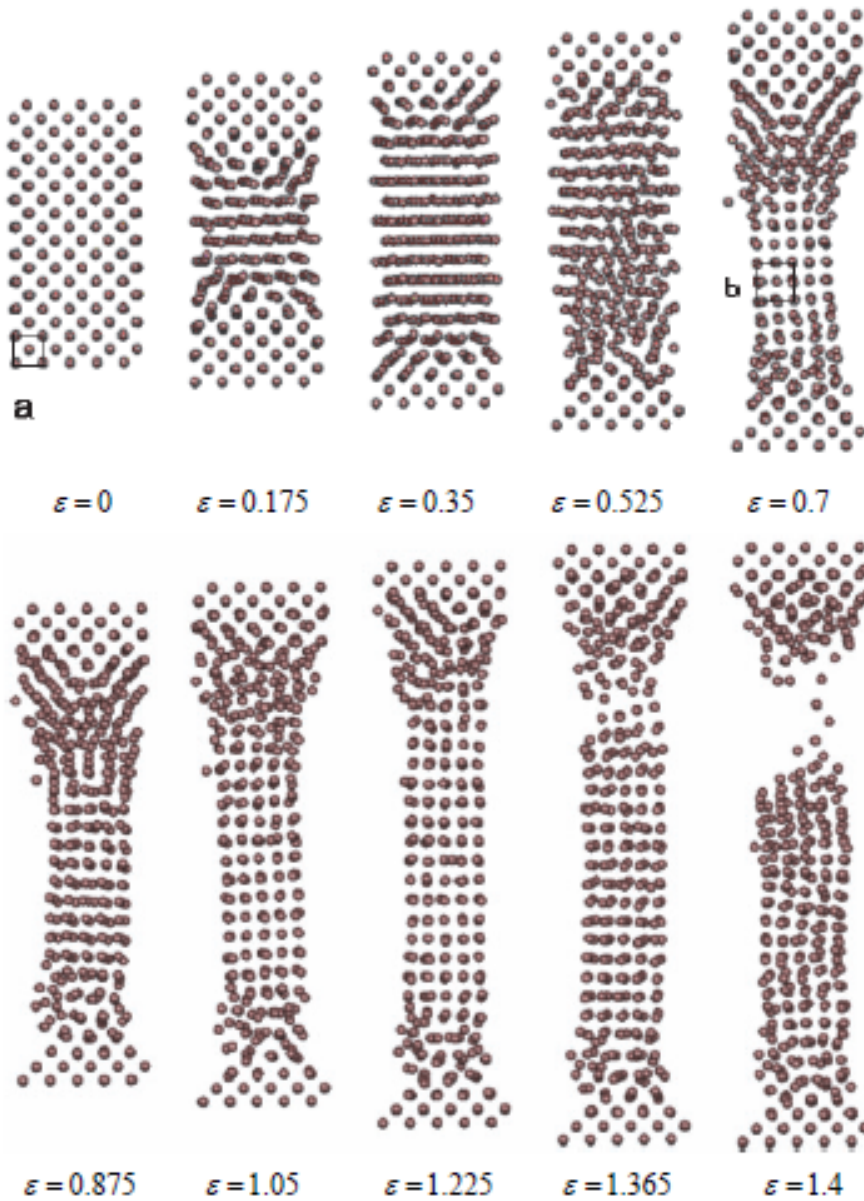 b
a
ε = 0 ε = 0.175 ε = 0.35 ε = 0.525 ε = 0.7
ε = 0.875 ε = 1.05 ε = 1.225 ε = 1.365 ε = 1.4